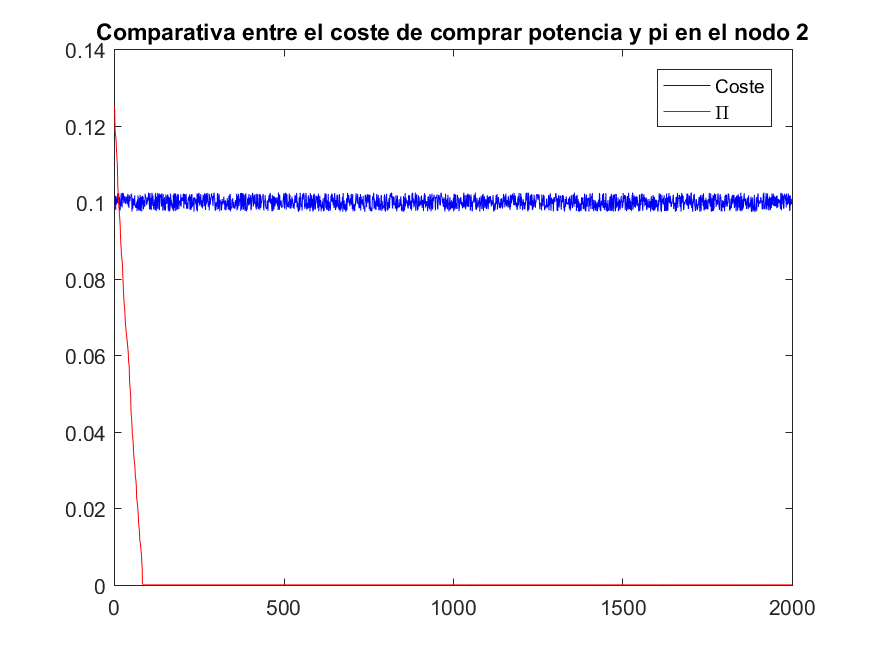 Comparativa entre el coste de comprar potencia y pi en el nodo 2
0.14
0.12
0.1
0.08
0.06
0.04
0.02
0
0 500 1000 1500 2000
Coste
Π